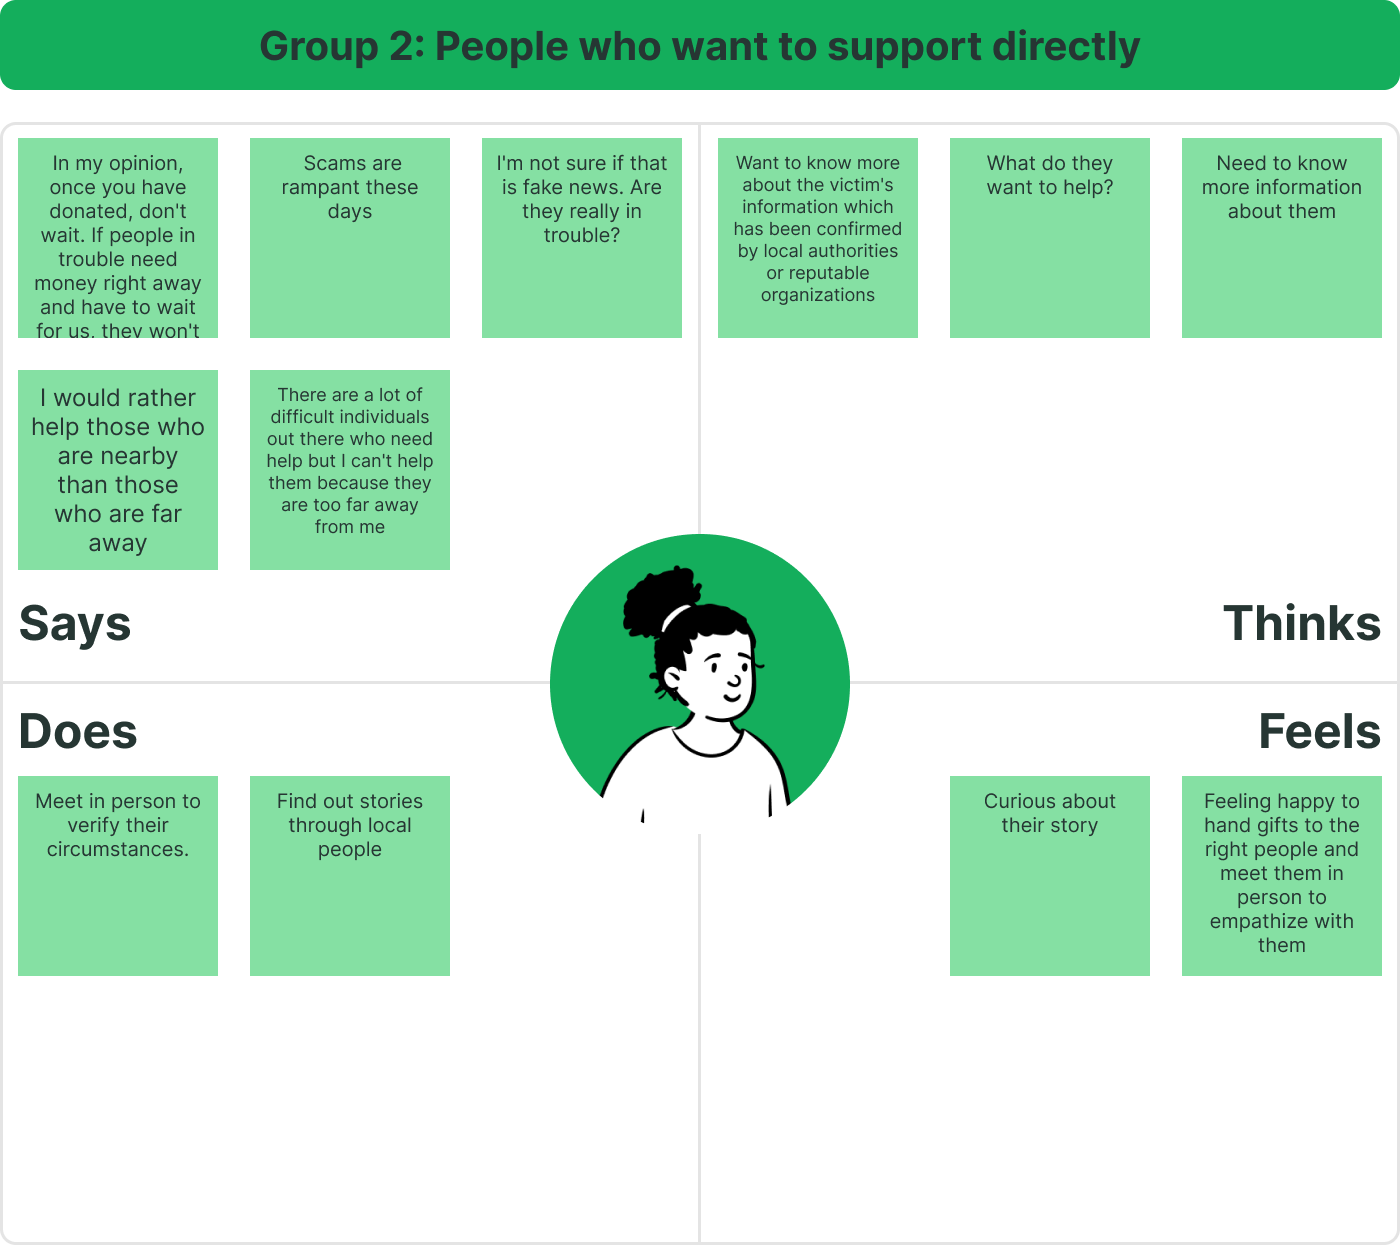 Group 2: People who want to support directly
In my opinion,
once you have
donated, don't
wait. If people in
trouble need
money right away
and have to wait
for us, they won't
Scams are
rampant these
days
I'm not sure if that
is fake news. Are
they really in
trouble?
I would rather
help those who
are nearby
than those
who are far
away
There are a lot of
difficult individuals
out there who need
help but I can't help
them because they
are too far away
from me
Says
Want to know more
about the victim's
information which
has been confirmed
by local authorities
or reputable
organizations
What do they
want to help?
Need to know
more information
about them
Thinks
Does
Meet in person to
verify their
circumstances.
Find out stories
through local
people
Feels
Curious about
their story
Feeling happy to
hand gifts to the
right people and
meet them in
person to
empathize with
them